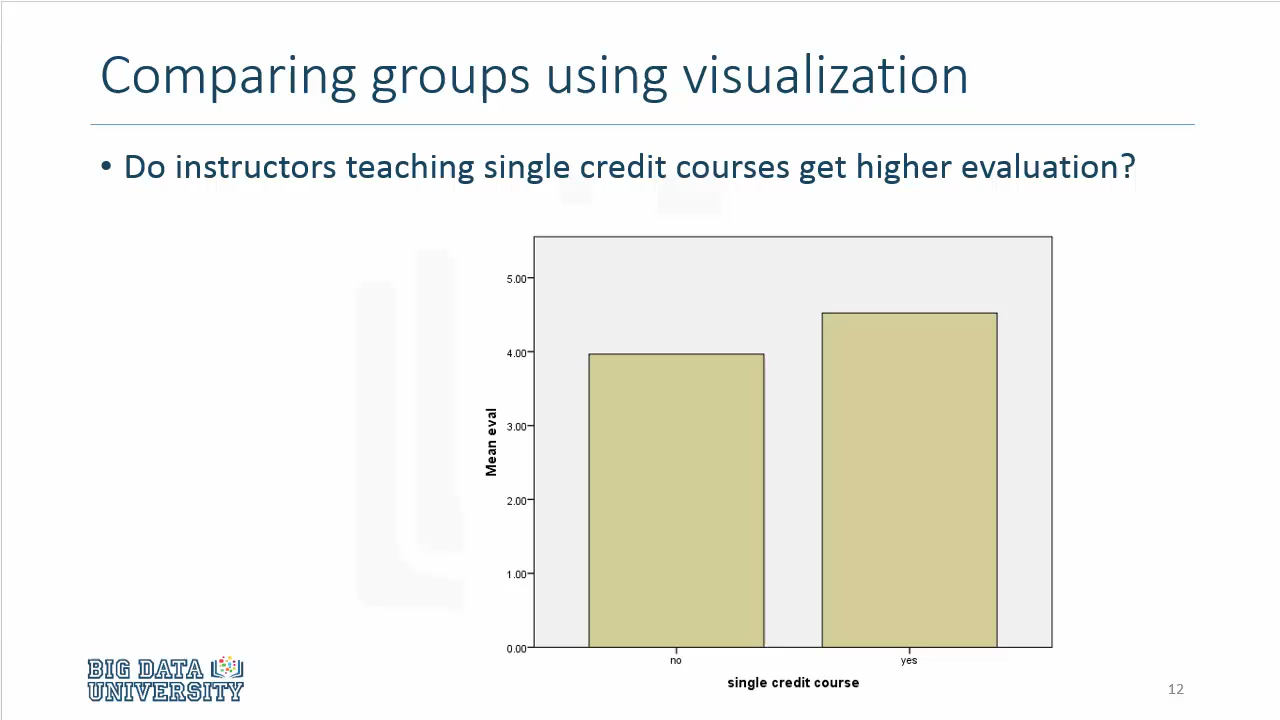 Comparing groups using visualization
• Do instructors teaching single credit courses get higher evaluation?
5.00
4.00
3.00
2.00
1.00
0.00
Mean eval
no
yes
single credit course
BIG DATA
UNIVERSITY
12